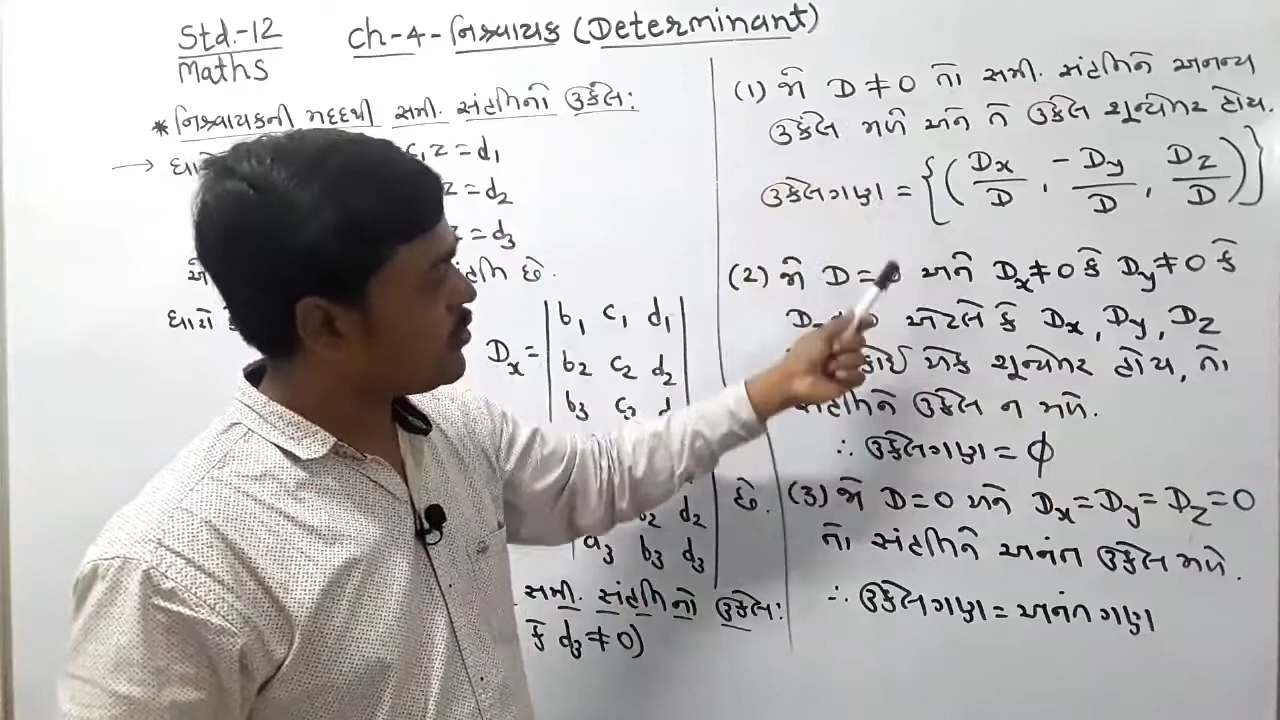 Std.-12 Ch-4-નિશ્ચાયક (Determinant)
Maths
* નિશ્ચાયકની મદદથી સમી. સંહતિનો ઉકેલ:
→ ધારો c₁z = d₁
z = d₂
z = d₃
સંહતિ છે.
ધારો કે
Dₓ = | b₁ c₁ d₁ |
b₂ c₂ d₂
b₃ c₃ d
b₂ d₂ છે.
a₃ b₃ d₃
સમી. સંહતિનો ઉકેલ:
કે d₃ ≠ 0)
(1) જો D ≠ 0 તો સમી. સંહતિને અનન્ય
ઉકેલ મળે અને તે ઉકેલ શૂન્યેતર હોય.
ઉકેલગણ = {(Dx/D, -Dy/D, Dz/D)}
(2) જો D = 0 અને Dx ≠ 0 કે Dy ≠ 0 કે
એટલે કે Dx, Dy, Dz
કોઈ એક શૂન્યેતર હોય, તો
સંહતિને ઉકેલ ન મળે.
∴ ઉકેલગણ = ϕ
(3) જો D = 0 અને Dx = Dy = Dz = 0
તો સંહતિને અનંત ઉકેલ મળે.
∴ ઉકેલગણ = અનંત ગણ